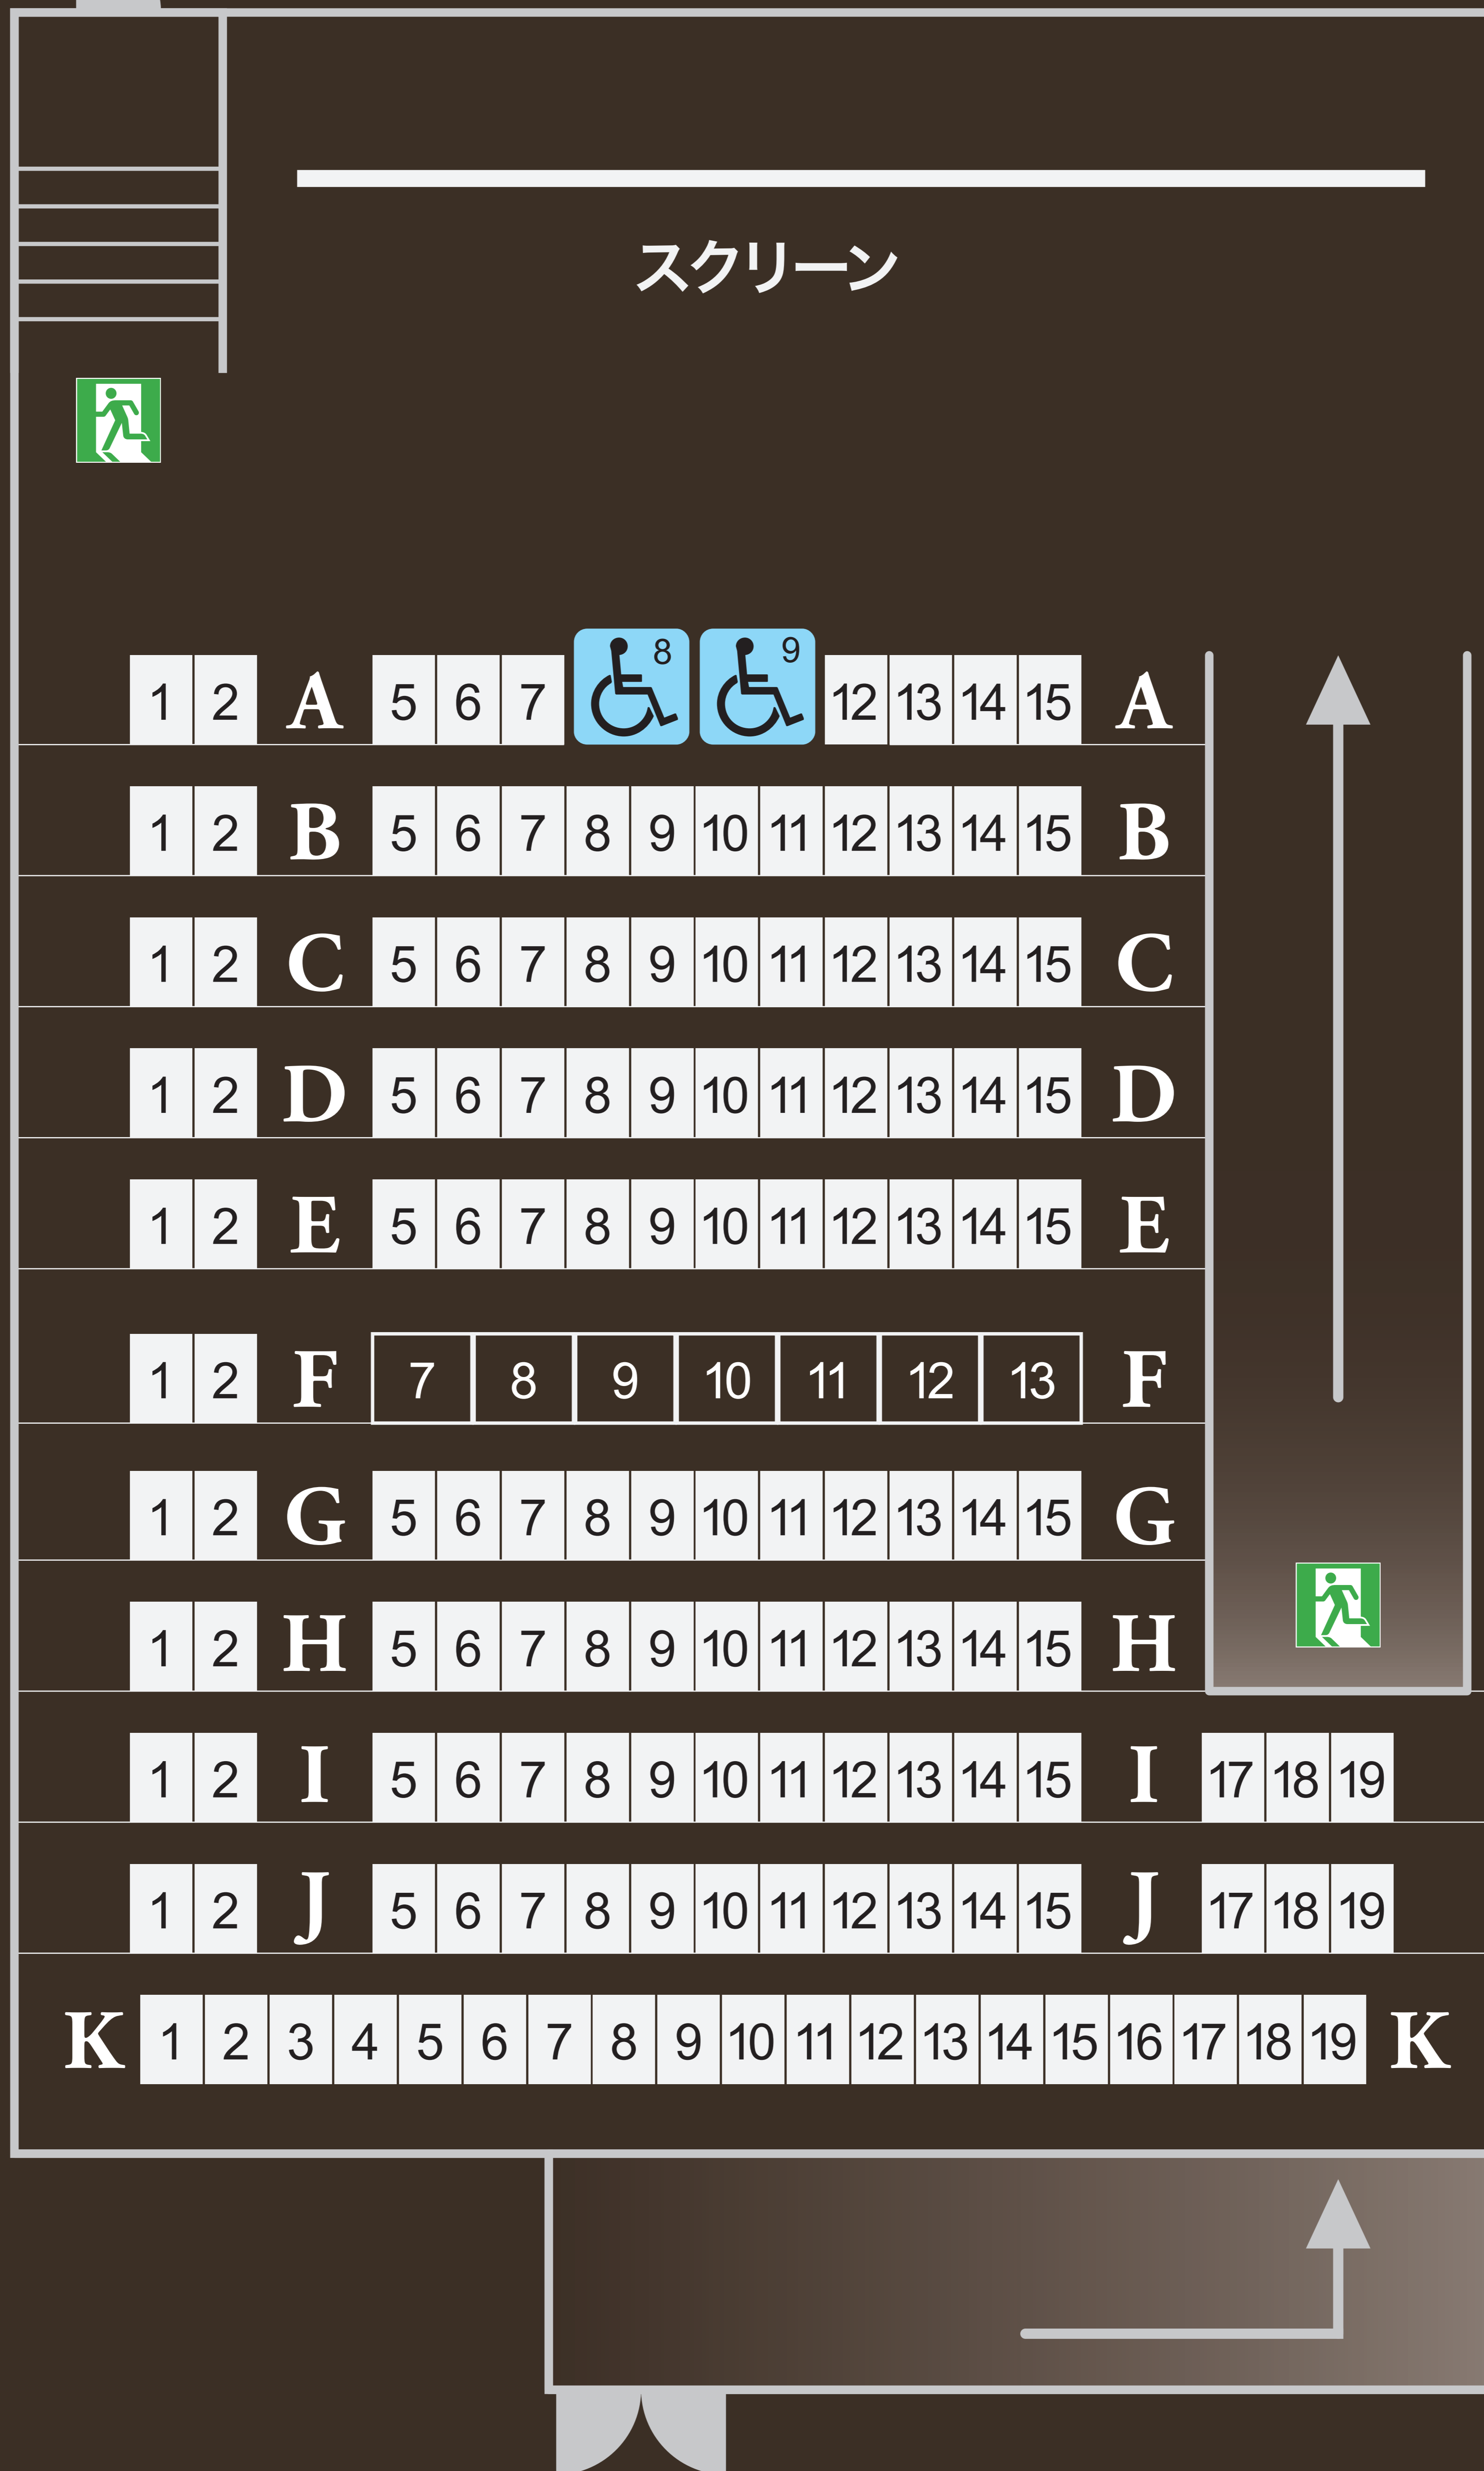 スクリーン
1 2 A 5 6 7 8 9 12 13 14 15 A
1 2 B 5 6 7 8 9 10 11 12 13 14 15 B
1 2 C 5 6 7 8 9 10 11 12 13 14 15 C
1 2 D 5 6 7 8 9 10 11 12 13 14 15 D
1 2 E 5 6 7 8 9 10 11 12 13 14 15 E
1 2 F 7 8 9 10 11 12 13 F
1 2 G 5 6 7 8 9 10 11 12 13 14 15 G
1 2 H 5 6 7 8 9 10 11 12 13 14 15 H
1 2 I 5 6 7 8 9 10 11 12 13 14 15 I 17 18 19
1 2 J 5 6 7 8 9 10 11 12 13 14 15 J 17 18 19
K 1 2 3 4 5 6 7 8 9 10 11 12 13 14 15 16 17 18 19 K